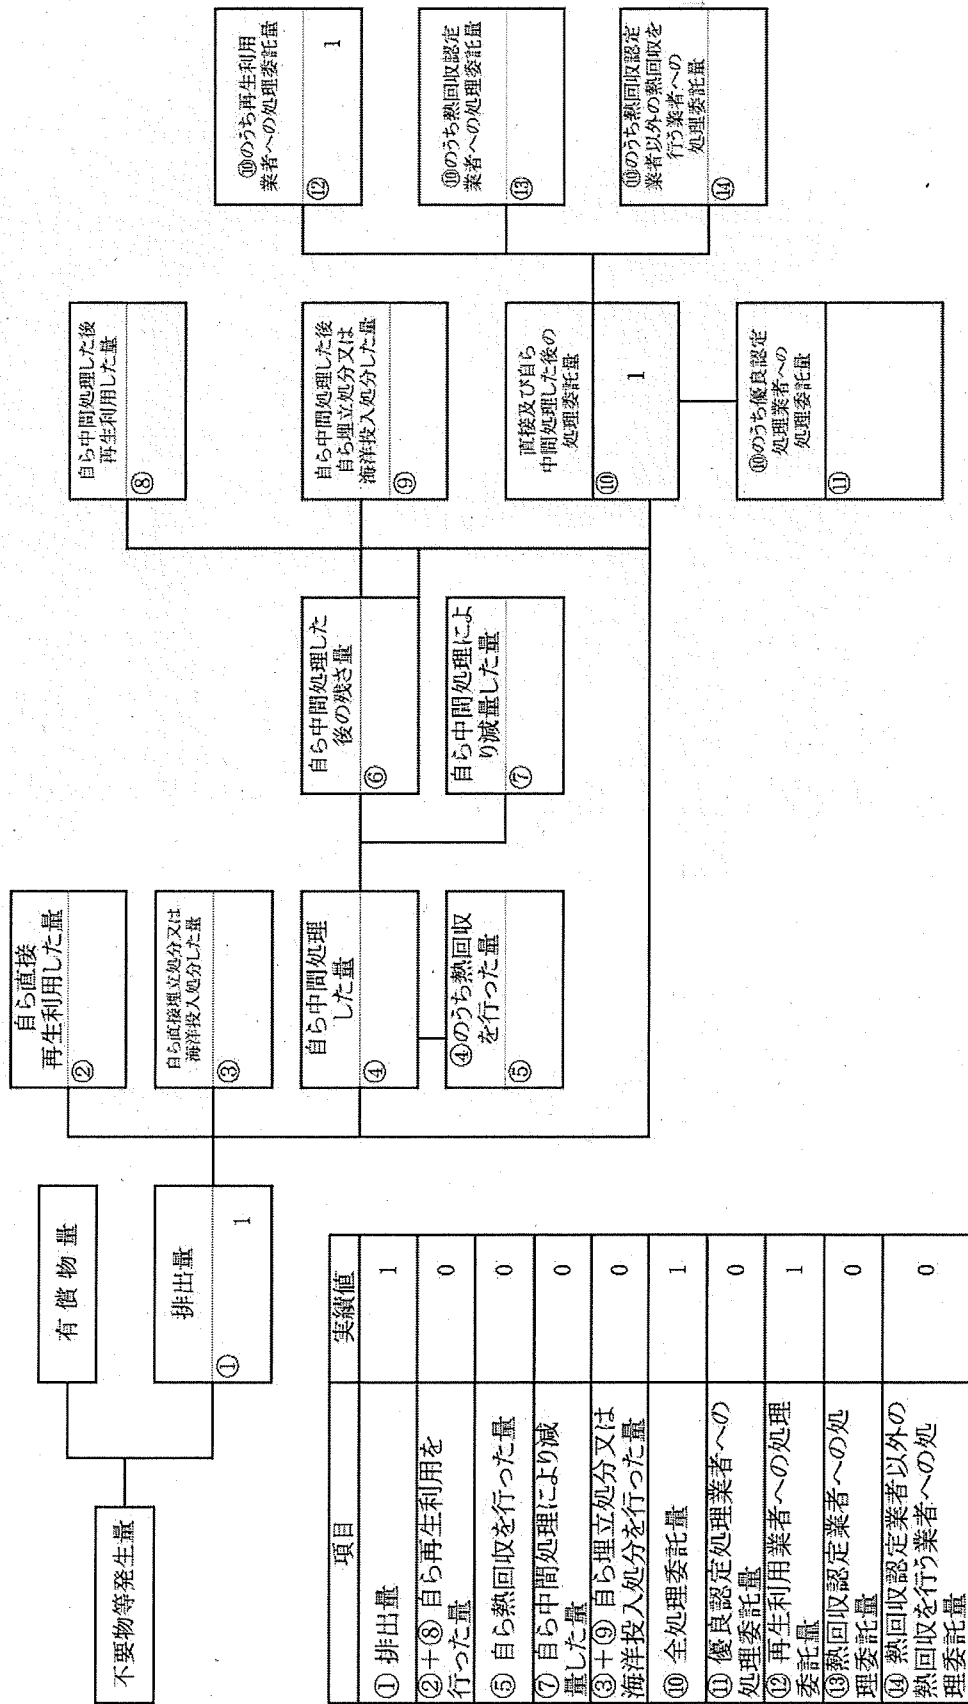 不要物等発生量
有償物量
排出量
①
1
自ら直接
再生利用した量
②
自ら直接埋立処分又は
海洋投入処分した量
③
自ら中間処理
した量
④
④のうち熱回収
を行った量
⑤
自ら中間処理した
後の残さ量
⑥
自ら中間処理によ
り減量した量
⑦
自ら中間処理した後
再生利用した量
⑧
自ら中間処理した後
自ら埋立処分又は
海洋投入処分した量
⑨
直接及び自ら
中間処理した後の
処理委託量
⑩
1
⑩のうち優良認定
処理業者への
処理委託量
⑪
⑩のうち再生利用
業者への処理委託量
⑫
1
⑩のうち熱回収認定
業者への処理委託量
⑬
⑩のうち熱回収認定
業者以外の熱回収を
行う業者への
処理委託量
⑭
項目 実績値
① 排出量 1
②+⑧ 自ら再生利用を
行った量 0
⑤ 自ら熱回収を行った量 0
⑦ 自ら中間処理により減
量した量 0
③+⑨ 自ら埋立処分又は
海洋投入処分を行った量 0
⑩ 全処理委託量 1
⑪ 優良認定処理業者への
処理委託量 0
⑫ 再生利用業者への処理
委託量 1
⑬熱回収認定業者への処
理委託量 0
⑭ 熱回収認定業者以外の
熱回収を行う業者への処
理委託量 0